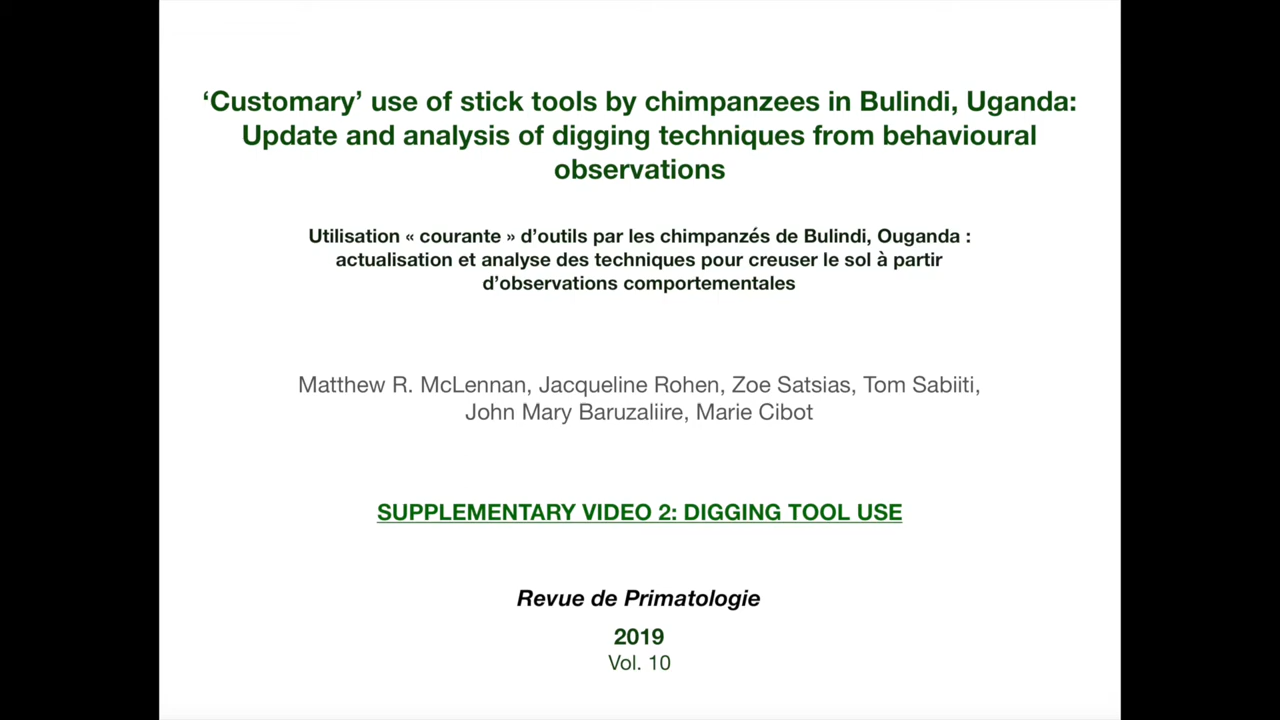 ‘Customary’ use of stick tools by chimpanzees in Bulindi, Uganda:
Update and analysis of digging techniques from behavioural
observations
Utilisation « courante » d’outils par les chimpanzés de Bulindi, Ouganda :
actualisation et analyse des techniques pour creuser le sol à partir
d’observations comportementales
Matthew R. McLennan, Jacqueline Rohen, Zoe Satsias, Tom Sabiiti,
John Mary Baruzaliire, Marie Cibot
SUPPLEMENTARY VIDEO 2: DIGGING TOOL USE
Revue de Primatologie
2019
Vol. 10